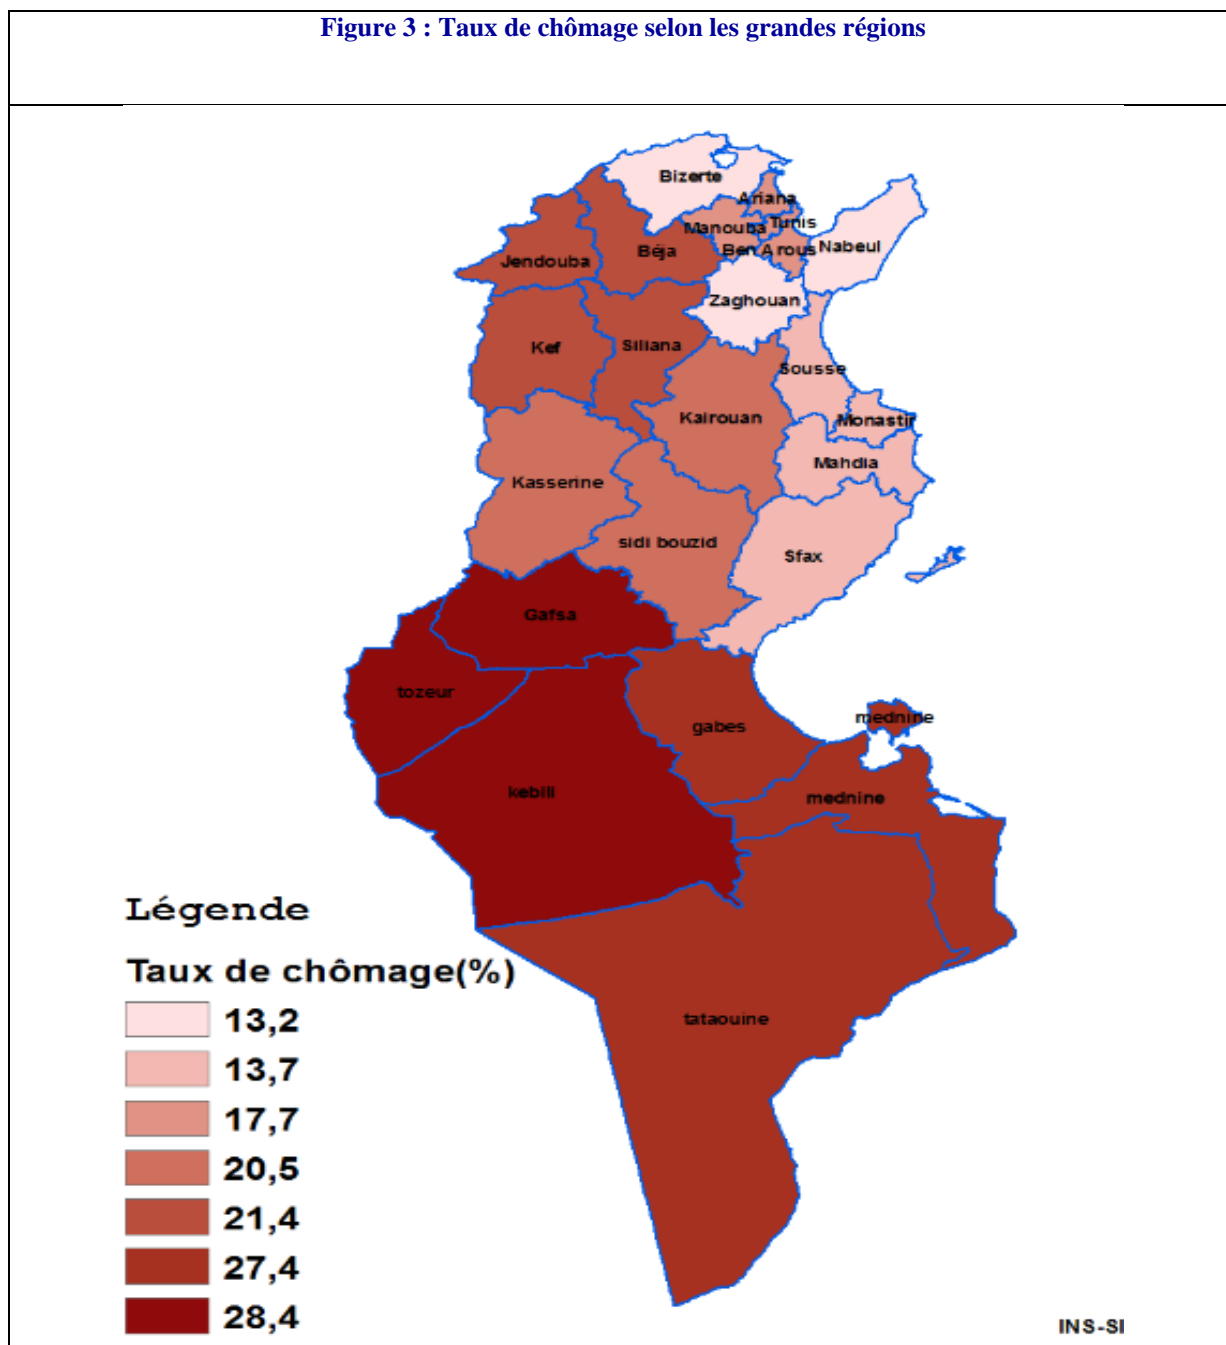 Figure 3 : Taux de chômage selon les grandes régions
Bizerte
Ariana
Tunis
Manouba
Ben Arous
Nabeul
Béja
Jendouba
Zaghouan
Kef
Siliana
Sousse
Kairouan
Monastir
Mahdia
Kasserine
sidi bouzid
Sfax
Gafsa
tozeur
mednine
gabes
kebili
mednine
tataouine
Légende
Taux de chômage(%)
13,2
13,7
17,7
20,5
21,4
27,4
28,4
INS-SI